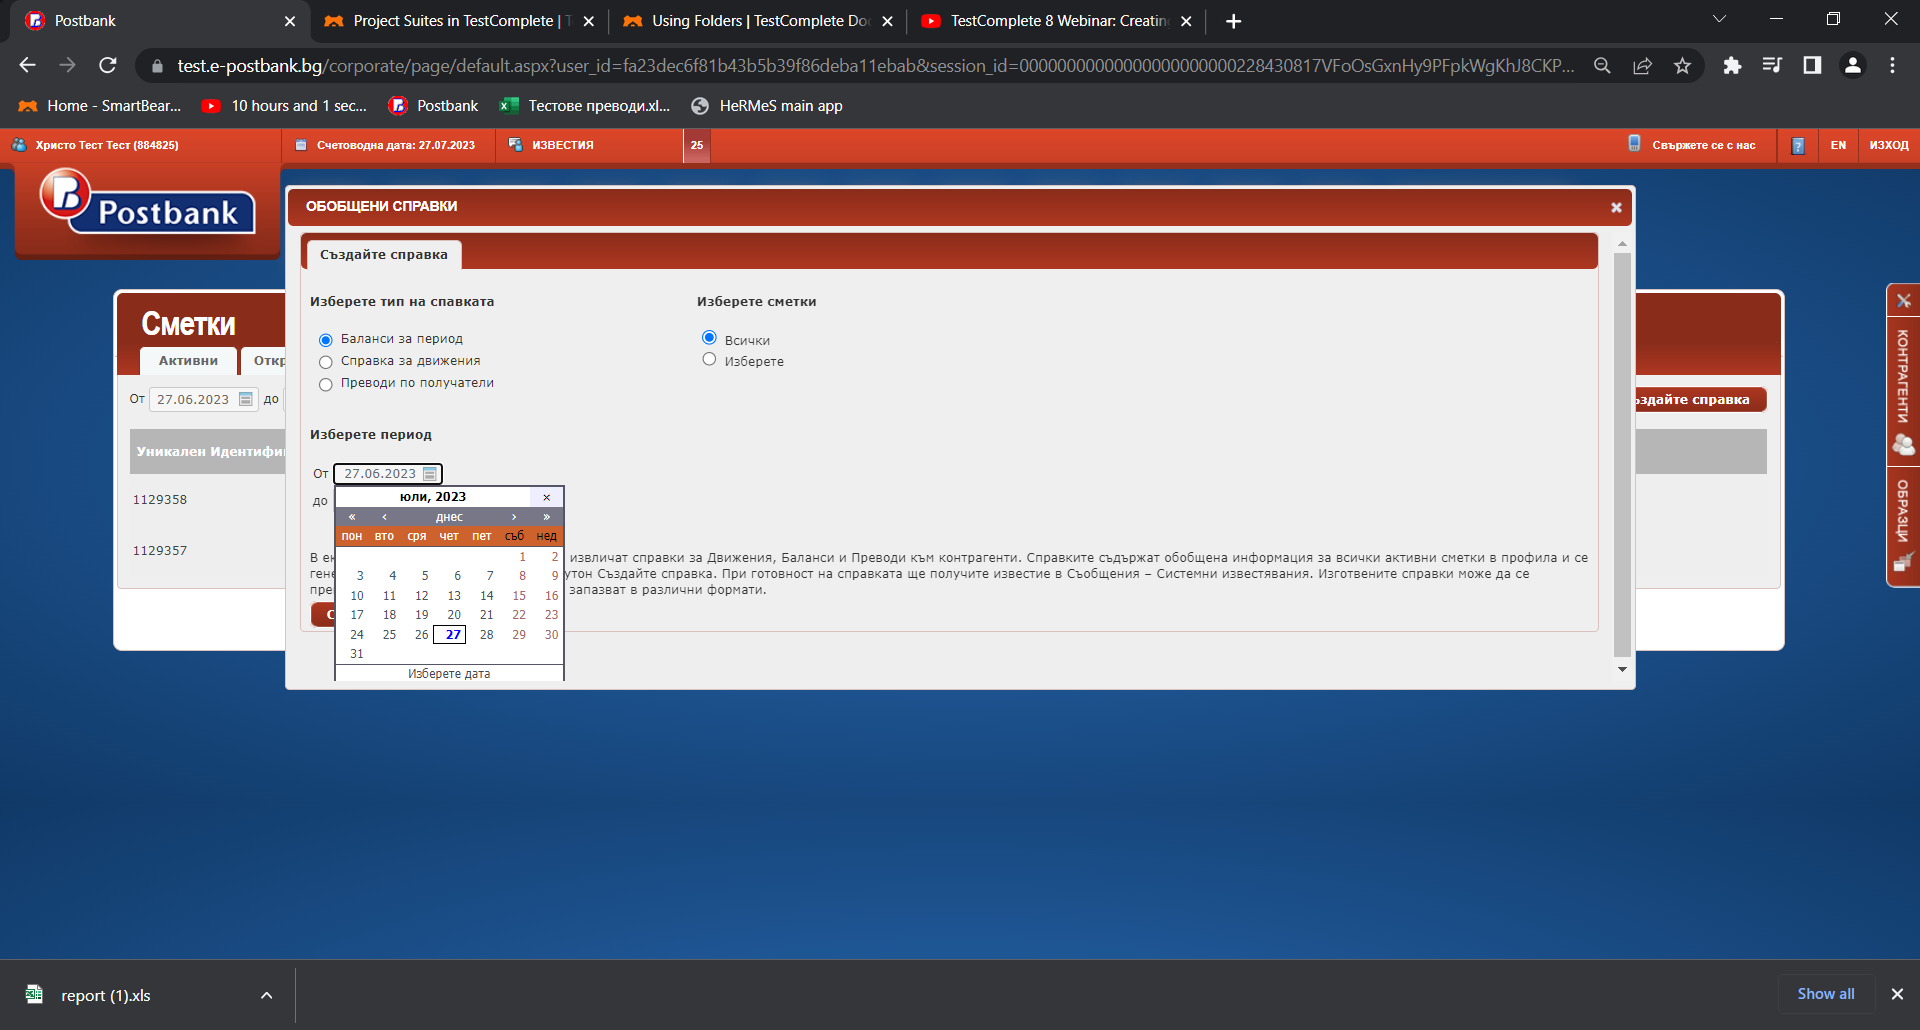 Postbank
Project Suites in TestComplete | T
Using Folders | TestComplete Doc
TestComplete 8 Webinar: Creatin
test.e-postbank.bg/corporate/page/default.aspx?user_id=fa23dec6f81b43b5b39f86deba11ebab&session_id=
Home - SmartBear...
10 hours and 1 sec...
Postbank
Тестове преводи.xl...
HeRMeS main app
Христо Тест Тест (884825)
Счетоводна дата: 27.07.2023
ИЗВЕСТИЯ
25
Свържете се с нас
EN
ИЗХОД
Postbank
ОБОБЩЕНИ СПРАВКИ
Създайте справка
Изберете тип на спавката
Изберете сметки
Баланси за период
Всички
Справка за движения
Изберете
Преводи по получатели
Сметки
Активни
Откр
От 27.06.2023 до
ъздайте справка
КОНТРАГЕНТИ
ОБРАЗЦИ
Уникален Идентифи
1129358
1129357
Изберете период
От 27.06.2023
до
юли, 2023 ×
« ‹ днес › »
пон вто сря чет пет съб нед
1 2
3 4 5 6 7 8 9
10 11 12 13 14 15 16
17 18 19 20 21 22 23
24 25 26 27 28 29 30
31
Изберете дата
В ек извличат справки за Движения, Баланси и Преводи към контрагенти. Справките съдържат обобщена информация за всички активни сметки в профила и се
гене утон Създайте справка. При готовност на справката ще получите известие в Съобщения – Системни известявания. Изготвените справки може да се
пре запазват в различни формати.
С
report (1).xls
Show all